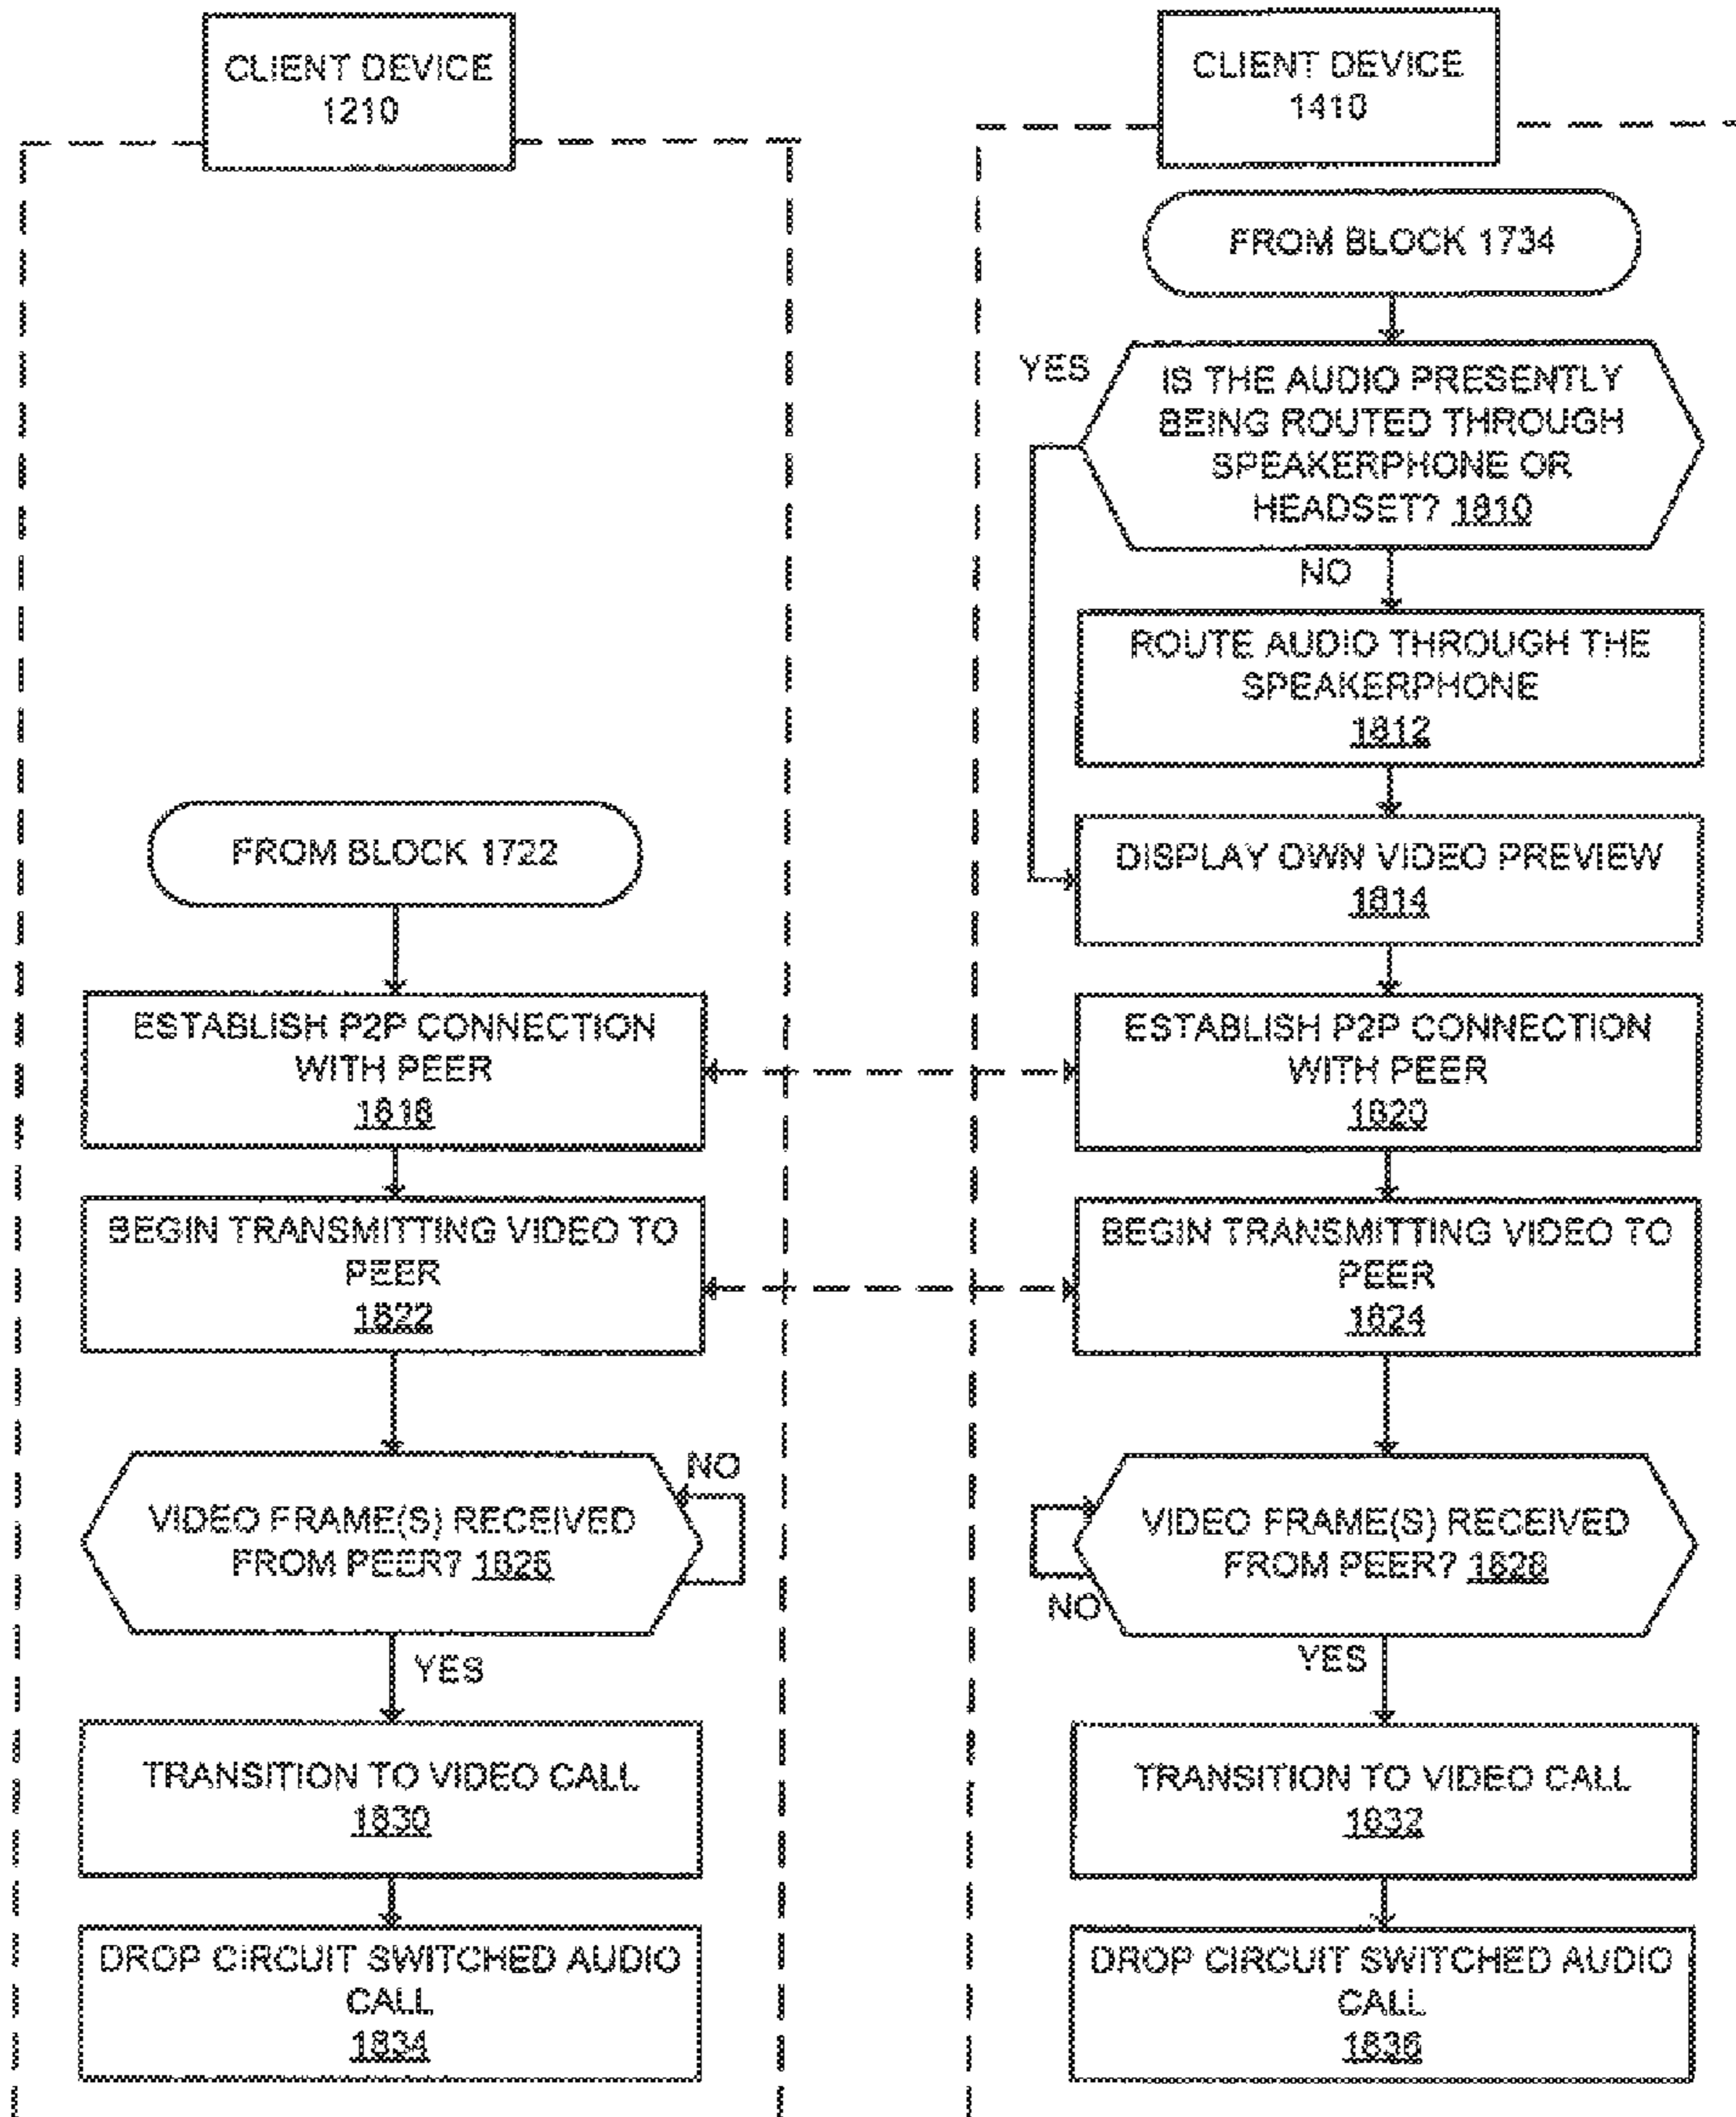 CLIENT DEVICE
1210
FROM BLOCK 1722
ESTABLISH P2P CONNECTION
WITH PEER
1818
BEGIN TRANSMITTING VIDEO TO
PEER
1822
VIDEO FRAME(S) RECEIVED
FROM PEER? 1826
NO
YES
TRANSITION TO VIDEO CALL
1830
DROP CIRCUIT SWITCHED AUDIO
CALL
1834
CLIENT DEVICE
1410
FROM BLOCK 1734
YES
IS THE AUDIO PRESENTLY
BEING ROUTED THROUGH
SPEAKERPHONE OR
HEADSET? 1810
NO
ROUTE AUDIO THROUGH THE
SPEAKERPHONE
1812
DISPLAY OWN VIDEO PREVIEW
1814
ESTABLISH P2P CONNECTION
WITH PEER
1820
BEGIN TRANSMITTING VIDEO TO
PEER
1824
VIDEO FRAME(S) RECEIVED
FROM PEER? 1828
NO
YES
TRANSITION TO VIDEO CALL
1832
DROP CIRCUIT SWITCHED AUDIO
CALL
1836